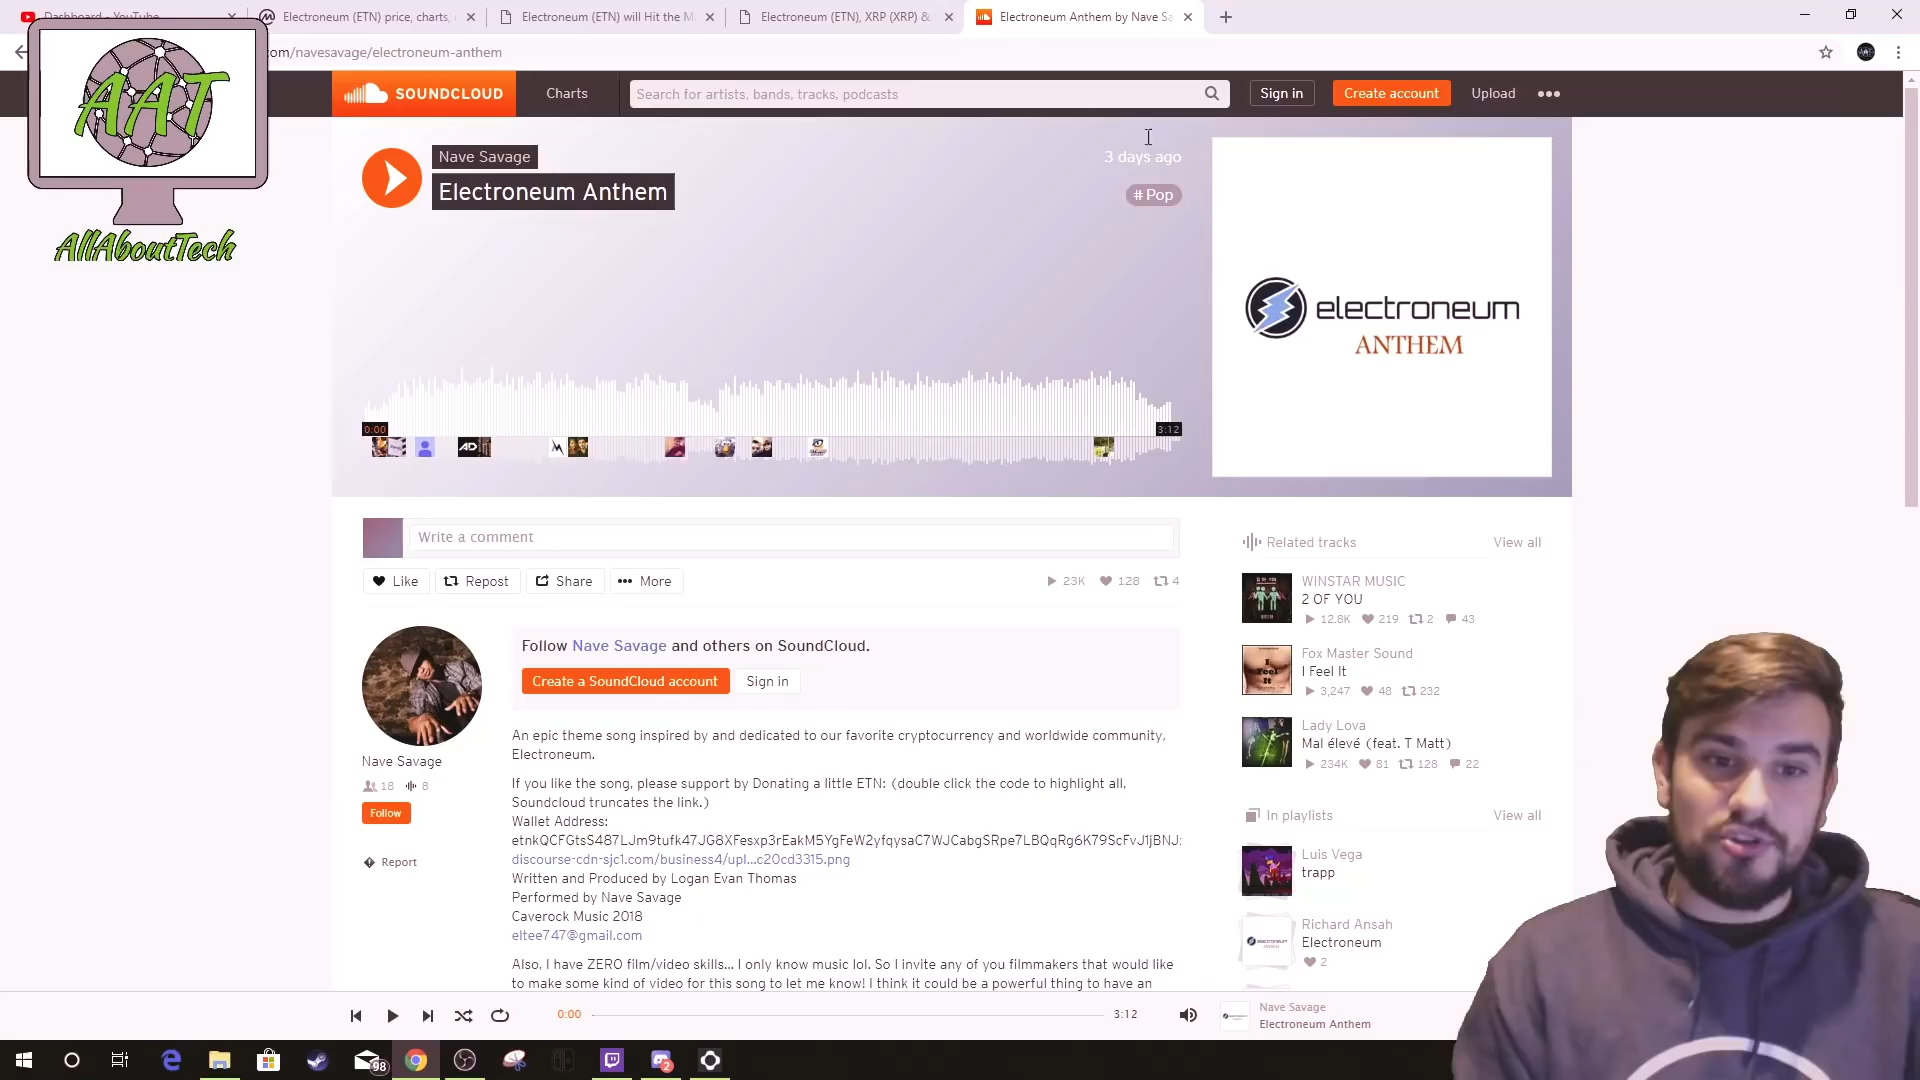 Dashboard - YouTube
Electroneum (ETN) price, charts,
Electroneum (ETN) will Hit the M
Electroneum (ETN), XRP (XRP) &
Electroneum Anthem by Nave Sa
om/navesavage/electroneum-anthem
AAT
AllAboutTech
SOUNDCLOUD
Charts
Search for artists, bands, tracks, podcasts
Sign in
Create account
Upload
Nave Savage
Electroneum Anthem
3 days ago
# Pop
electroneum
ANTHEM
0:00
3:12
Write a comment
Like
Repost
Share
More
23K
128
4
Follow Nave Savage and others on SoundCloud.
Create a SoundCloud account
Sign in
Nave Savage
18
8
Follow
Report
An epic theme song inspired by and dedicated to our favorite cryptocurrency and worldwide community,
Electroneum.
If you like the song, please support by Donating a little ETN: (double click the code to highlight all,
Soundcloud truncates the link.)
Wallet Address:
etnkQCFGtsS487LJm9tufk47JG8XFesxp3rEakM5YgFeW2yfqysaC7WJCabgSRpe7LBQqRg6K79ScFvJ1jBNJ
discourse-cdn-sjc1.com/business4/upl...c20cd3315.png
Written and Produced by Logan Evan Thomas
Performed by Nave Savage
Caverock Music 2018
eltee747@gmail.com
Also, I have ZERO film/video skills... I only know music lol. So I invite any of you filmmakers that would like
to make some kind of video for this song to let me know! I think it could be a powerful thing to have an
Related tracks
View all
WINSTAR MUSIC
2 OF YOU
12.8K
219
2
43
Fox Master Sound
I Feel It
3,247
48
232
Lady Lova
Mal élevé (feat. T Matt)
234K
81
128
22
In playlists
View all
Luis Vega
trapp
Richard Ansah
Electroneum
2
0:00
3:12
Nave Savage
Electroneum Anthem
98
2